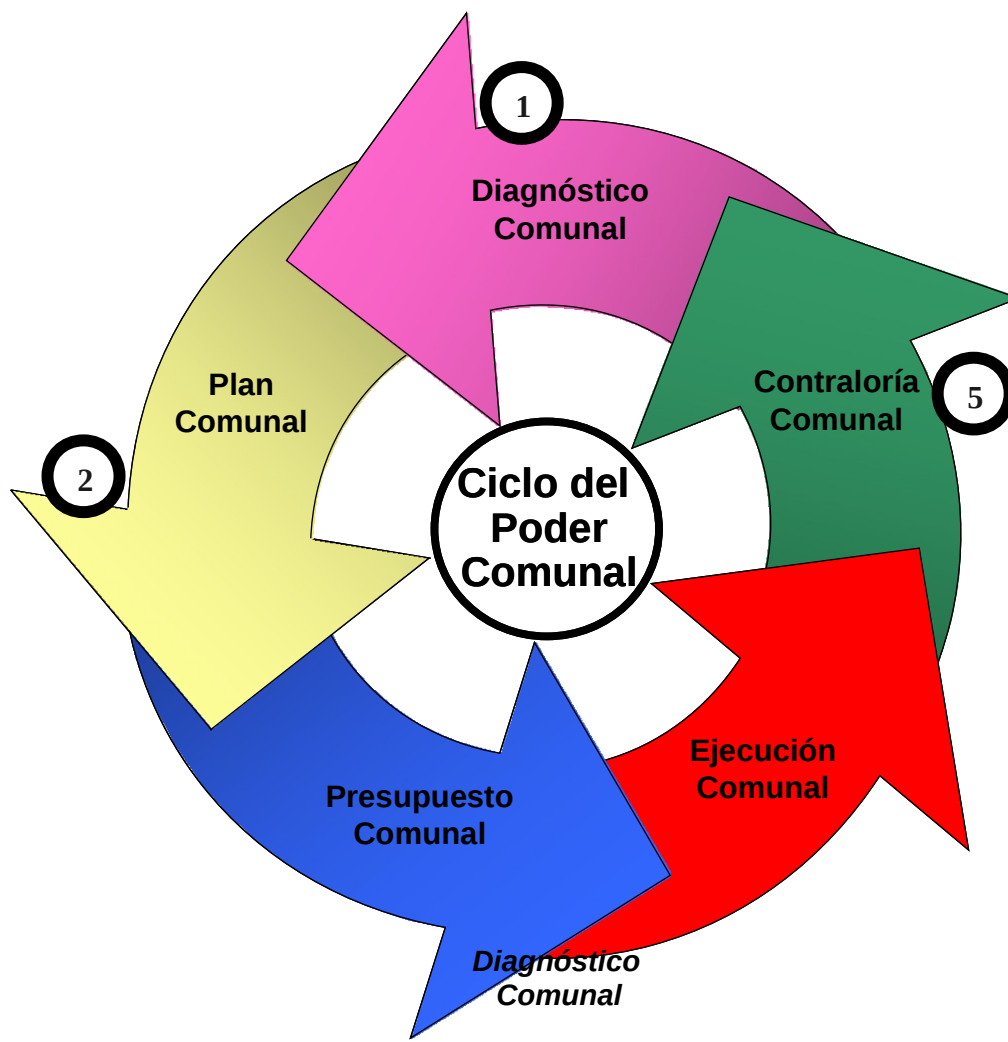 1
Diagnóstico
Comunal
2
Plan
Comunal
Presupuesto
Comunal
Ejecución
Comunal
5
Contraloría
Comunal
Ciclo del
Poder
Comunal
Diagnóstico
Comunal